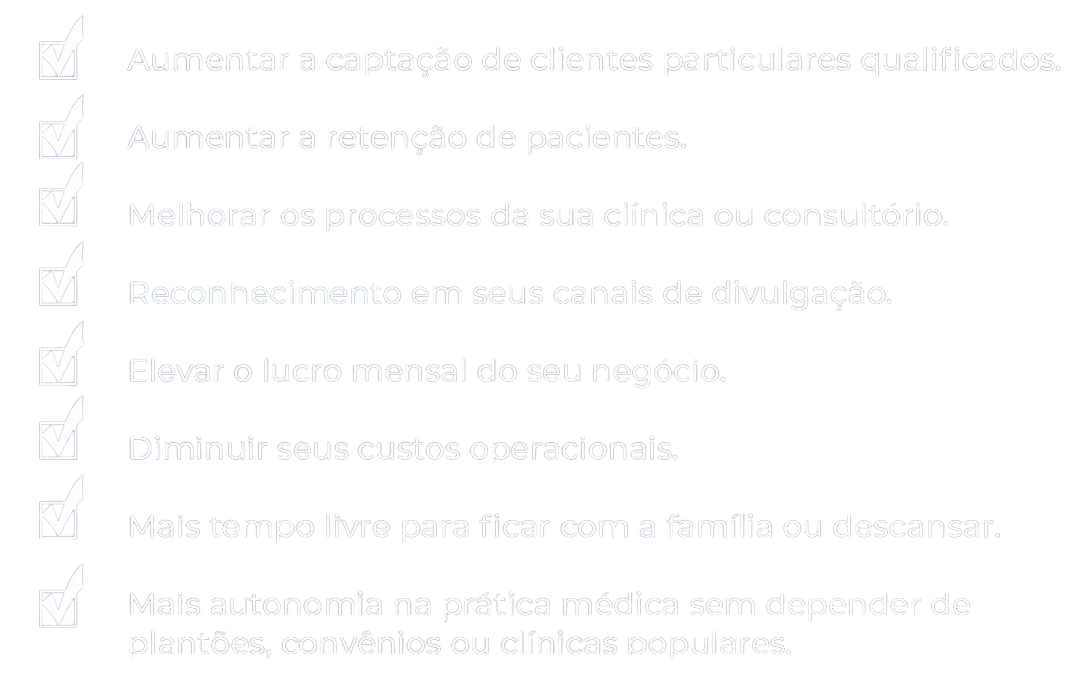 Aumentar a captação de clientes particulares qualificados.
Aumentar a retenção de pacientes.
Melhorar os processos da sua clínica ou consultório.
Reconhecimento em seus canais de divulgação.
Elevar o lucro mensal do seu negócio.
Diminuir seus custos operacionais.
Mais tempo livre para ficar com a família ou descansar.
Mais autonomia na prática médica sem depender de
plantões, convênios ou clínicas populares.